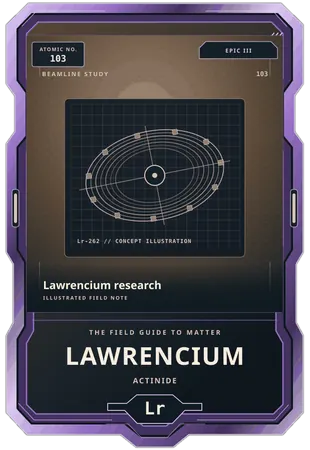 ATOMIC NO.
103
EPIC III
BEAMLINE STUDY
103
Lr-262 // CONCEPT ILLUSTRATION
Lawrencium research
ILLUSTRATED FIELD NOTE
THE FIELD GUIDE TO MATTER
LAWRENCIUM
ACTINIDE
Lr